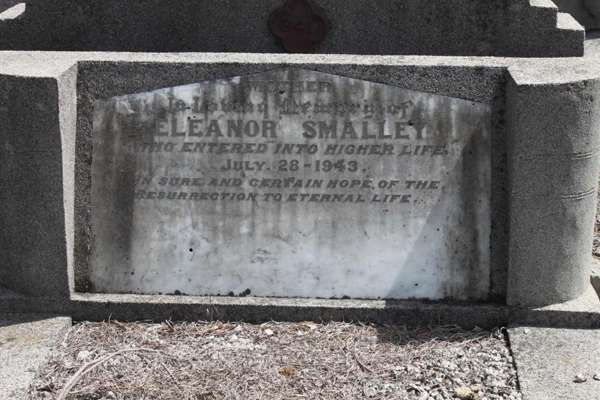 MOTHER
In Loving Memory of
ELEANOR SMALLEY
WHO ENTERED INTO HIGHER LIFE
JULY. 28-1943.
IN SURE AND CERTAIN HOPE OF THE
RESURRECTION TO ETERNAL LIFE.